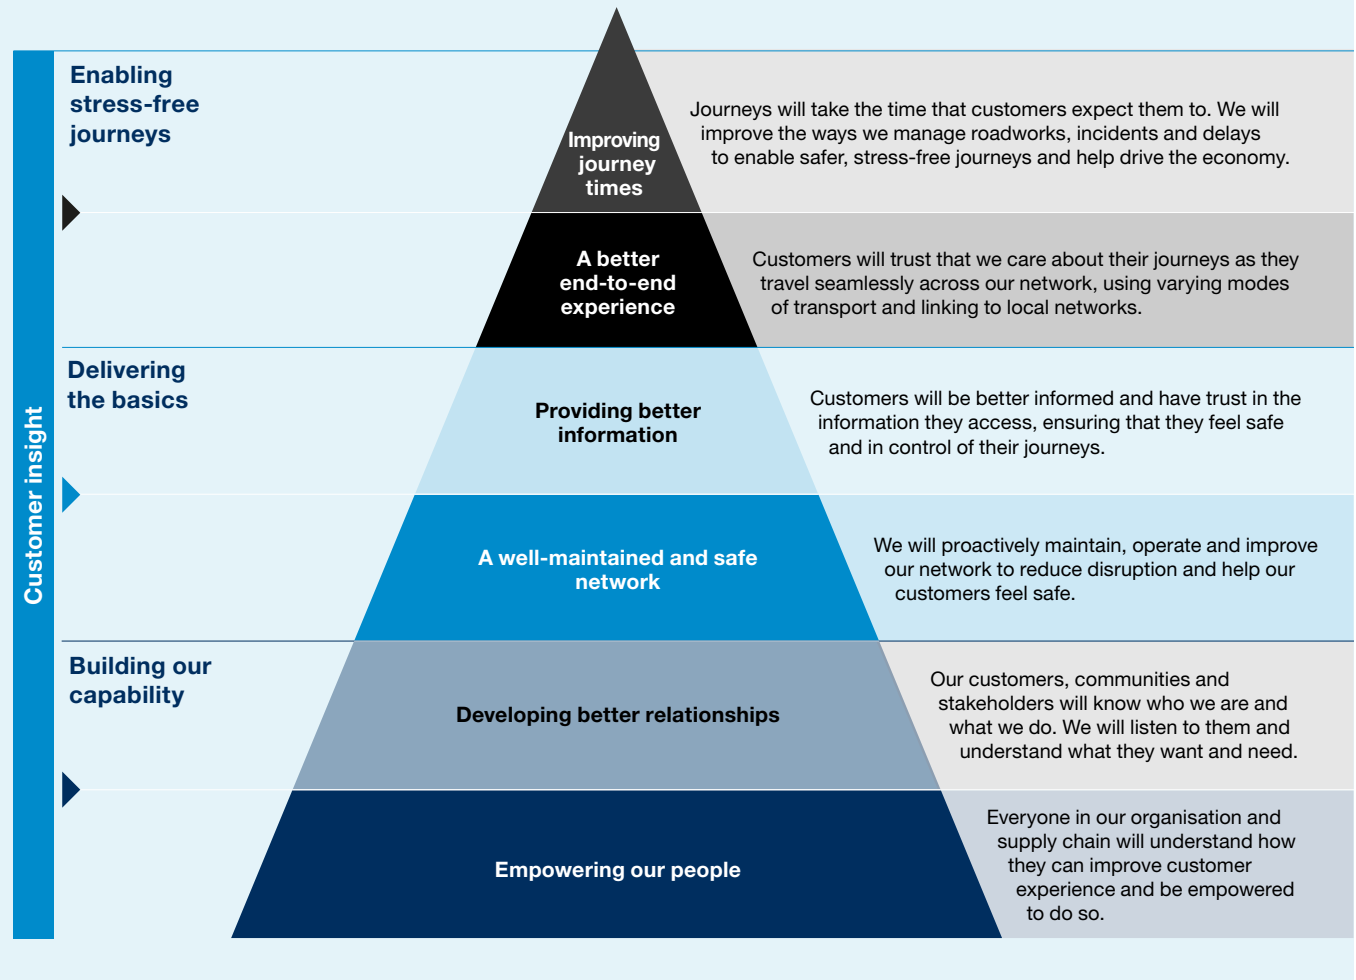 Customer insight
Enabling
stress-free
journeys
Improving
journey
times
Journeys will take the time that customers expect them to. We will
improve the ways we manage roadworks, incidents and delays
to enable safer, stress-free journeys and help drive the economy.
A better
end-to-end
experience
Customers will trust that we care about their journeys as they
travel seamlessly across our network, using varying modes
of transport and linking to local networks.
Delivering
the basics
Providing better
information
Customers will be better informed and have trust in the
information they access, ensuring that they feel safe
and in control of their journeys.
A well-maintained and safe
network
We will proactively maintain, operate and improve
our network to reduce disruption and help our
customers feel safe.
Building our
capability
Developing better relationships
Our customers, communities and
stakeholders will know who we are and
what we do. We will listen to them and
understand what they want and need.
Empowering our people
Everyone in our organisation and
supply chain will understand how
they can improve customer
experience and be empowered
to do so.